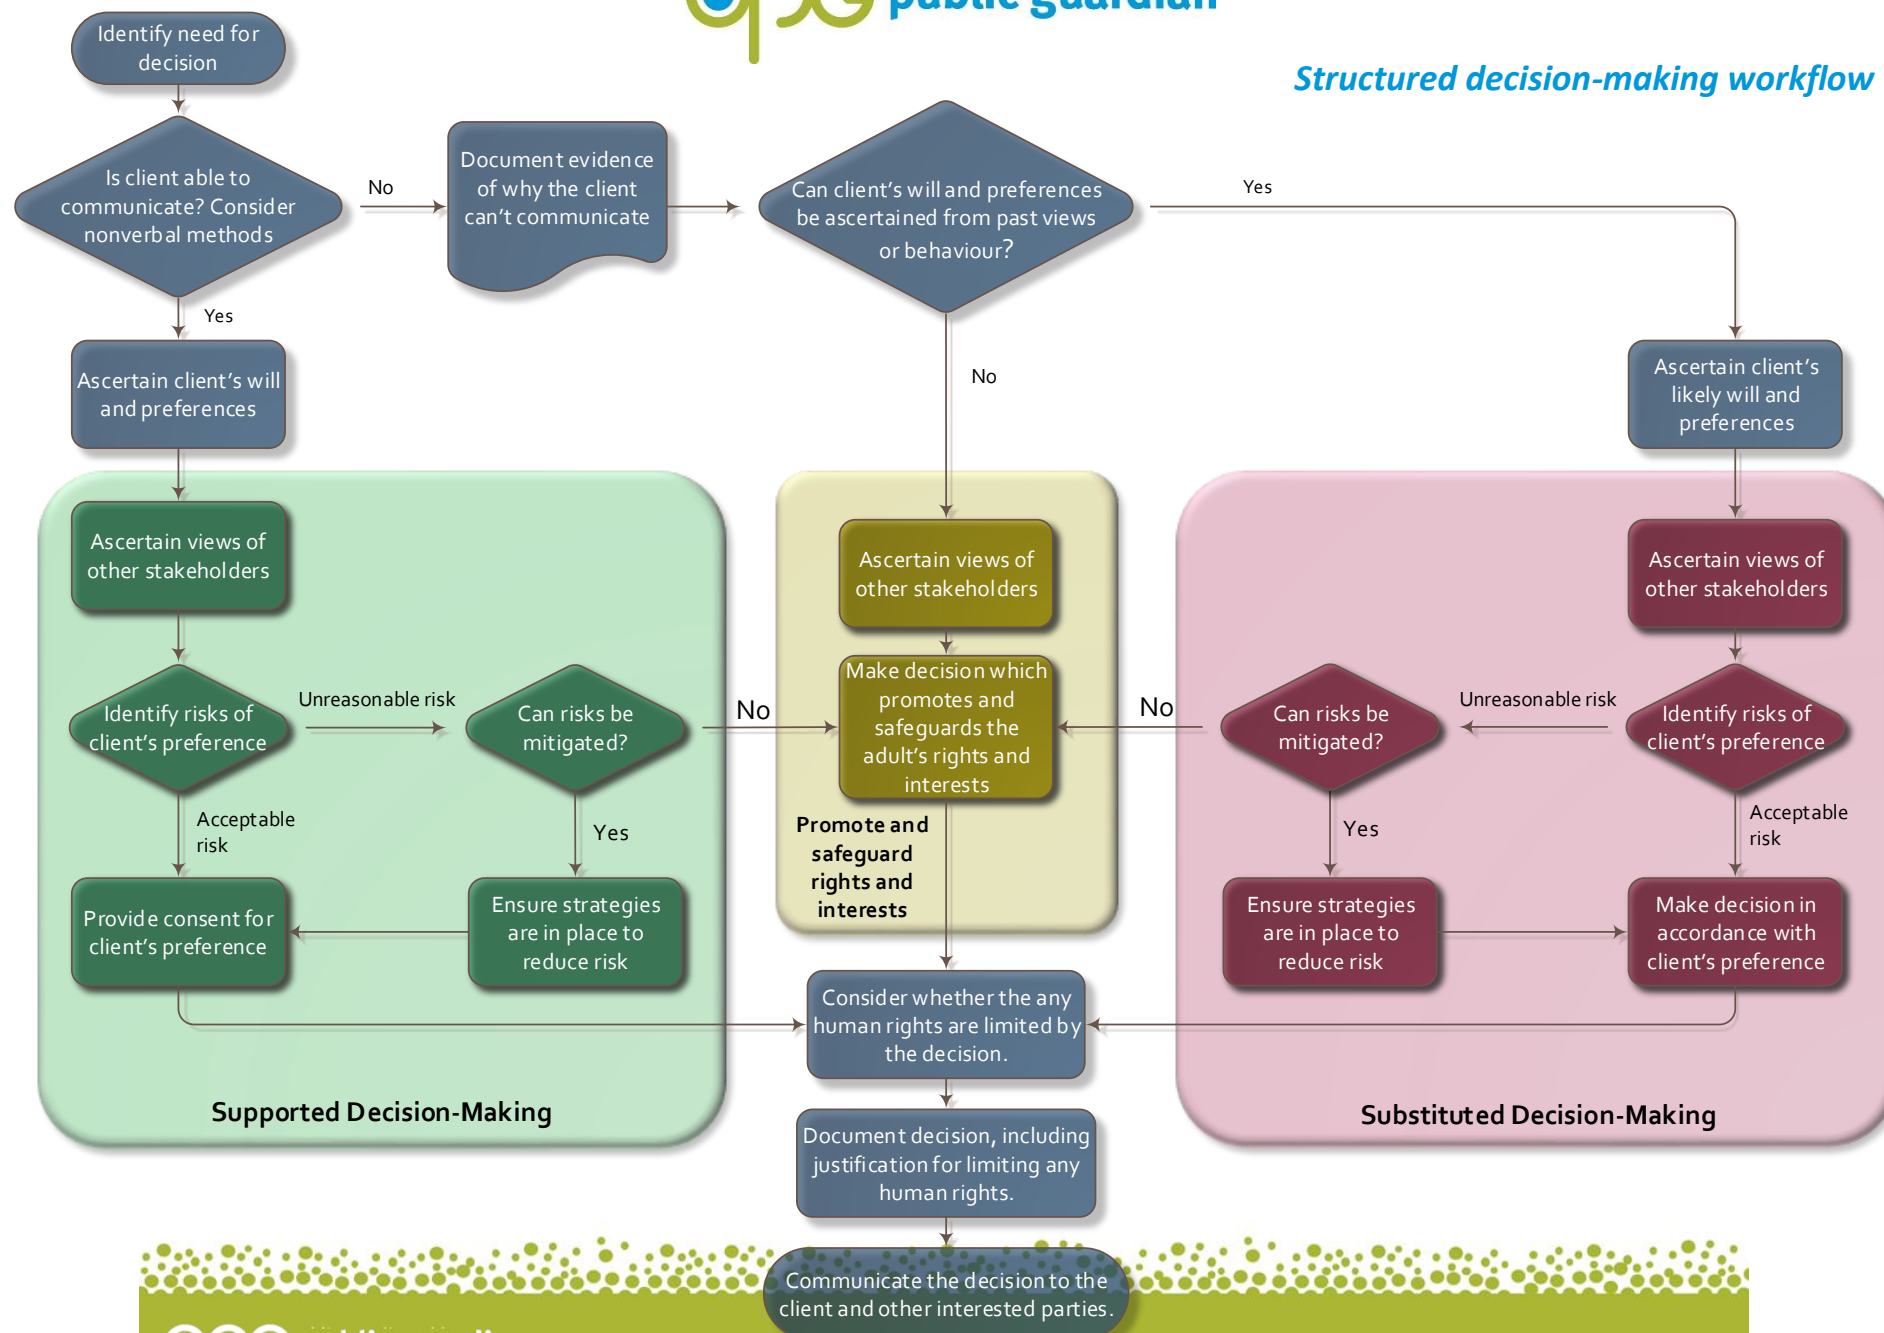 public guardian
Structured decision-making workflow
Identify need for
decision
Is client able to
communicate? Consider
nonverbal methods
No
Document evidence
of why the client
can't communicate
Can client's will and preferences
be ascertained from past views
or behaviour?
Yes
Yes
No
Ascertain client's will
and preferences
Ascertain client's
likely will and
preferences
Ascertain views of
other stakeholders
Identify risks of
client's preference
Unreasonable risk
Can risks be
mitigated?
No
Acceptable
risk
Yes
Provide consent for
client's preference
Ensure strategies
are in place to
reduce risk
Supported Decision-Making
Ascertain views of
other stakeholders
Make decision which
promotes and
safeguards the
adult's rights and
interests
Promote and
safeguard
rights and
interests
Ascertain views of
other stakeholders
Identify risks of
client's preference
Unreasonable risk
Can risks be
mitigated?
No
Yes
Acceptable
risk
Ensure strategies
are in place to
reduce risk
Make decision in
accordance with
client's preference
Substituted Decision-Making
Consider whether the any
human rights are limited by
the decision.
Document decision, including
justification for limiting any
human rights.
Communicate the decision to the
client and other interested parties.